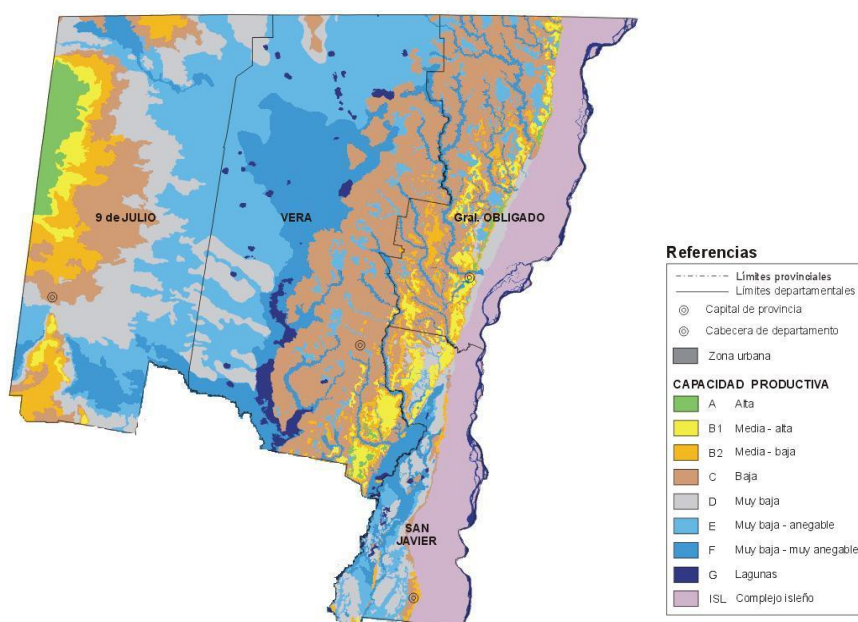 9 de JULIO
VERA
Gral. OBLIGADO
SAN
JAVIER
Referencias
Límites provinciales
Límites departamentales
Capital de provincia
Cabecera de departamento
Zona urbana
CAPACIDAD PRODUCTIVA
A Alta
B1 Media - alta
B2 Media - baja
C Baja
D Muy baja
E Muy baja - anegable
F Muy baja - muy anegable
G Lagunas
ISL Complejo isleño